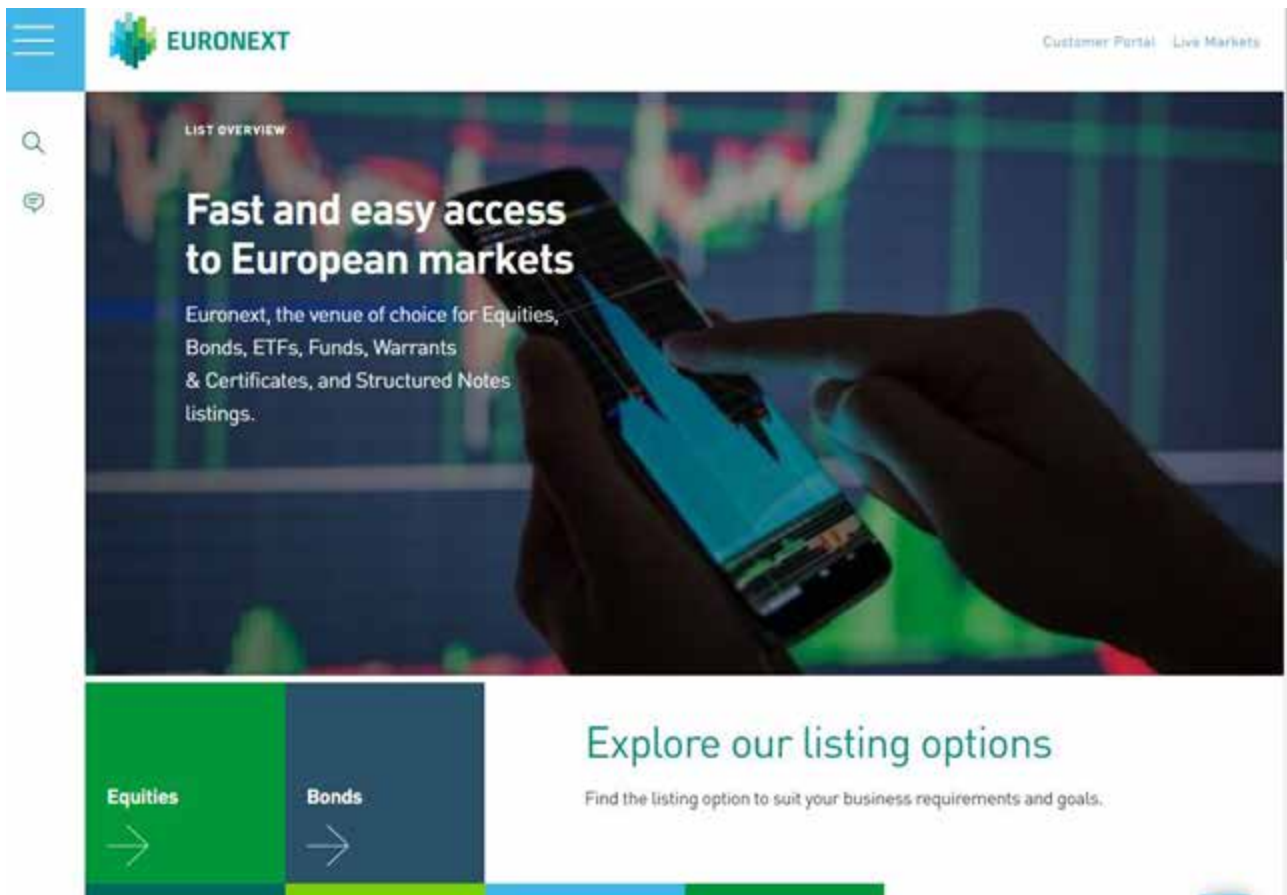 EURONEXT
Customer Portal Live Markets
LIST OVERVIEW
Fast and easy access
to European markets
Euronext, the venue of choice for Equities,
Bonds, ETFs, Funds, Warrants
& Certificates, and Structured Notes
listings.
Explore our listing options
Find the listing option to suit your business requirements and goals.
Equities
Bonds